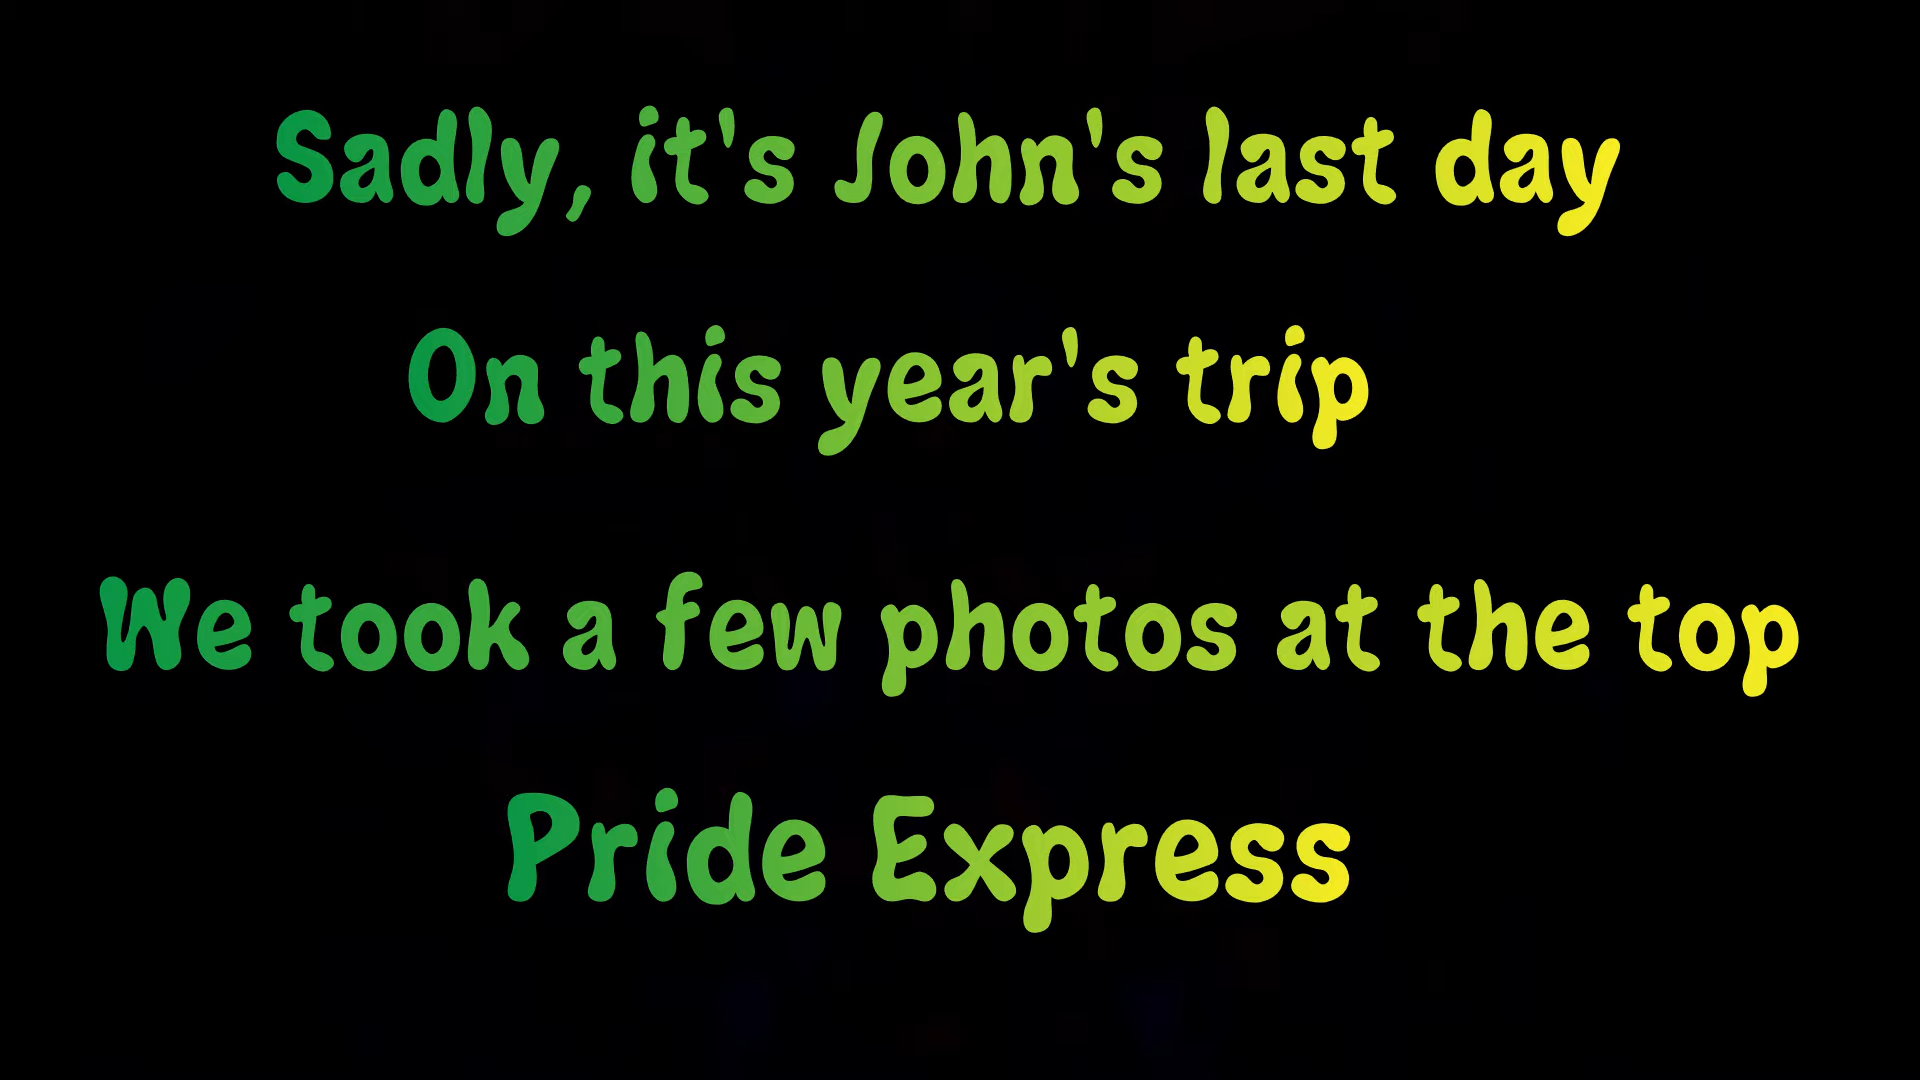 Sadly, it's John's last day
On this year's trip
We took a few photos at the top
Pride Express